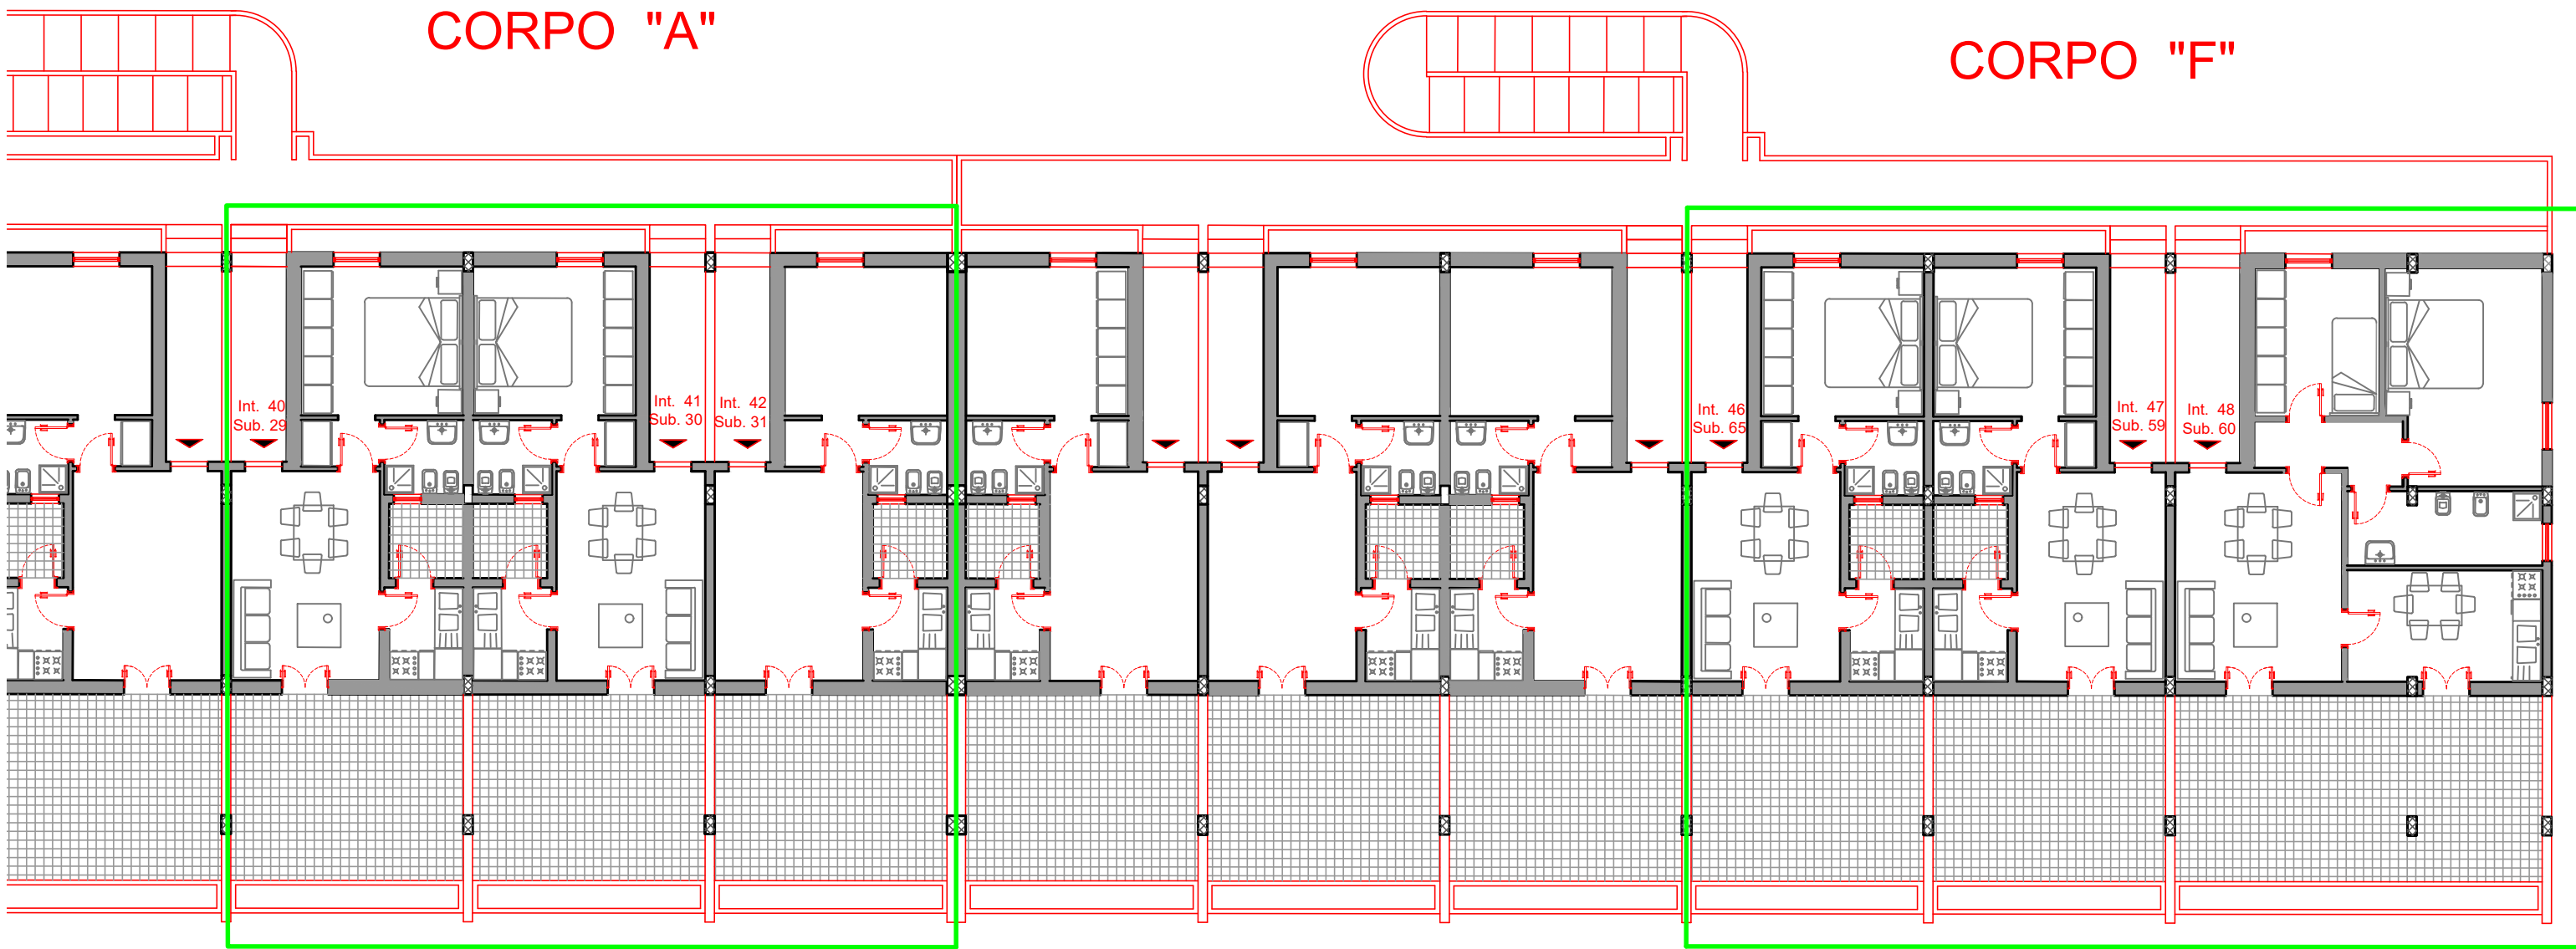 CORPO "A"
CORPO "F"
Int. 40
Sub. 29
Int. 41
Sub. 30
Int. 42
Sub. 31
Int. 46
Sub. 65
Int. 47
Sub. 59
Int. 48
Sub. 60